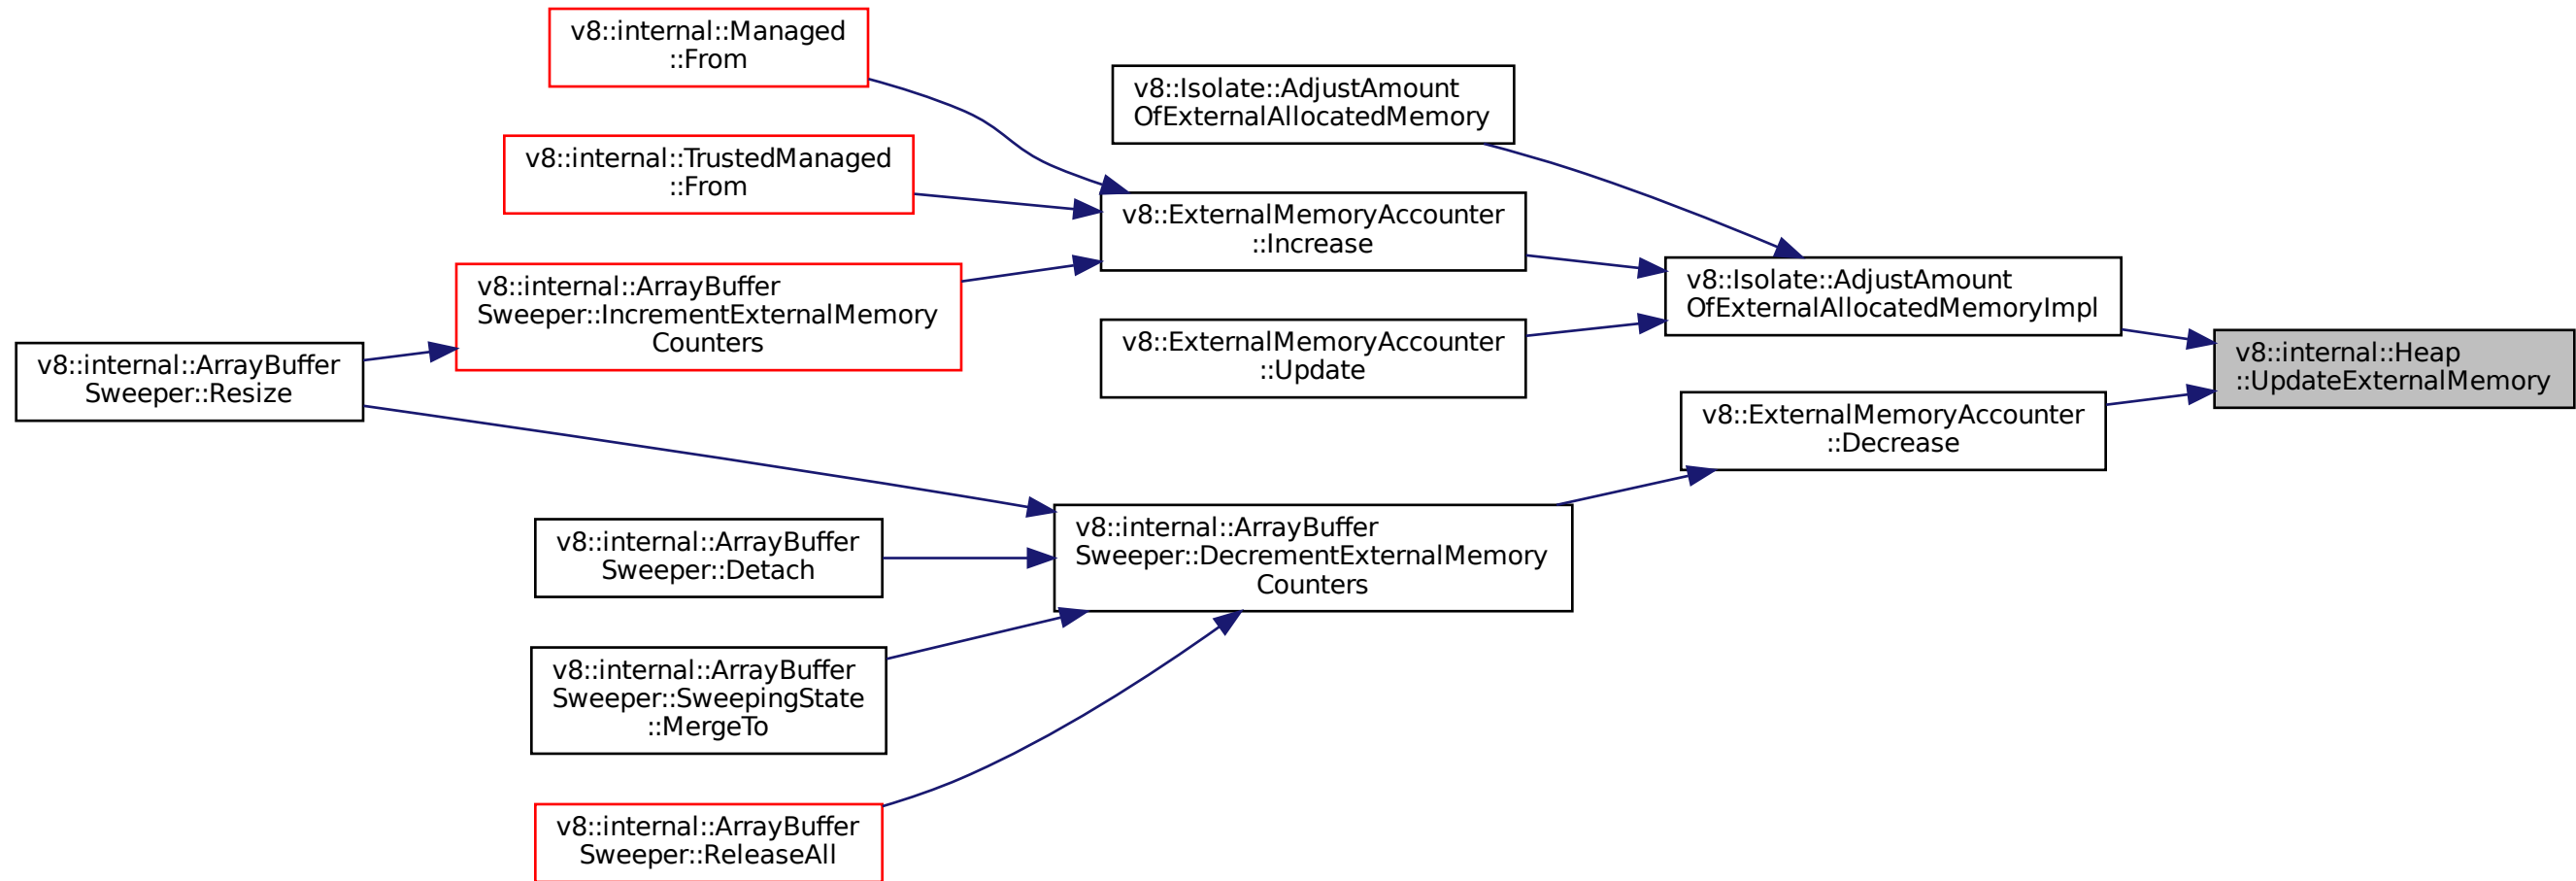 v8::internal::Managed
::From
v8::Isolate::AdjustAmount
OfExternalAllocatedMemory
v8::internal::TrustedManaged
::From
v8::ExternalMemoryAccounter
::Increase
v8::internal::ArrayBuffer
Sweeper::IncrementExternalMemory
Counters
v8::Isolate::AdjustAmount
OfExternalAllocatedMemoryImpl
v8::internal::ArrayBuffer
Sweeper::Resize
v8::ExternalMemoryAccounter
::Update
v8::internal::Heap
::UpdateExternalMemory
v8::ExternalMemoryAccounter
::Decrease
v8::internal::ArrayBuffer
Sweeper::Detach
v8::internal::ArrayBuffer
Sweeper::DecrementExternalMemory
Counters
v8::internal::ArrayBuffer
Sweeper::SweepingState
::MergeTo
v8::internal::ArrayBuffer
Sweeper::ReleaseAll